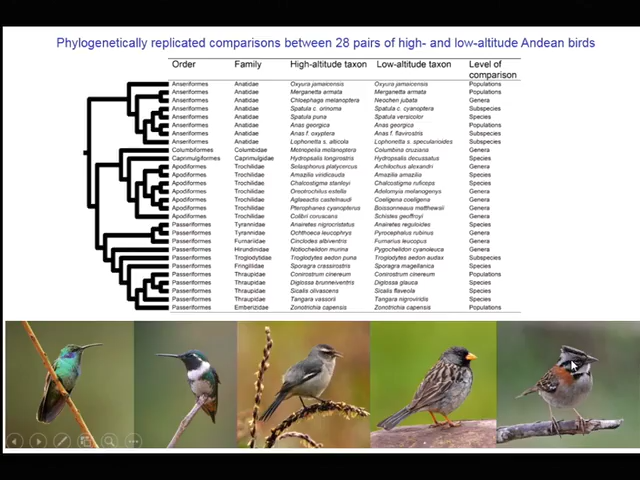 Phylogenetically replicated comparisons between 28 pairs of high- and low-altitude Andean birds
Order Family High-altitude taxon Low-altitude taxon Level of comparison
Anseriformes Anatidae Oxyura jamaicensis Oxyura jamaicensis Populations
Anseriformes Anatidae Merganetta armata Merganetta armata Populations
Anseriformes Anatidae Chloephaga melanoptera Neochen jubata Genera
Anseriformes Anatidae Spatula c. orinoma Spatula c. cyanoptera Subspecies
Anseriformes Anatidae Spatula puna Spatula versicolor Species
Anseriformes Anatidae Anas georgica Anas georgica Populations
Anseriformes Anatidae Anas f. oxyptera Anas f. flavirostris Subspecies
Anseriformes Anatidae Lophonetta s. alticola Lophonetta s. specularioides Subspecies
Columbiformes Columbidae Metriopelia melanoptera Columbina cruziana Genera
Caprimulgiformes Caprimulgidae Hydropsalis longirostris Hydropsalis decussatus Species
Apodiformes Trochilidae Selasphorus platycercus Archilochus alexandri Genera
Apodiformes Trochilidae Amazilia viridicauda Amazilia amazilia Species
Apodiformes Trochilidae Chalcostigma stanleyi Chalcostigma ruficeps Species
Apodiformes Trochilidae Oreotrochilus estella Adelomyia melanogenys Genera
Apodiformes Trochilidae Aglaeactis castelnaudi Coeligena coeligena Genera
Apodiformes Trochilidae Pterophanes cyanopterus Boissonneaua matthewsii Genera
Apodiformes Trochilidae Colibri coruscans Schistes geoffroyi Genera
Passeriformes Tyrannidae Anairetes nigrocristatus Anairetes reguloides Species
Passeriformes Tyrannidae Ochthoeca leucophrys Pyrocephalus rubinus Genera
Passeriformes Furnariidae Cinclodes albiventris Furnarius leucopus Genera
Passeriformes Hirundinidae Notiochelidon murina Pygochelidon cyanoleuca Genera
Passeriformes Troglodytidae Troglodytes aedon puna Troglodytes aedon audax Subspecies
Passeriformes Fringillidae Sporagra crassirostris Sporagra magellanica Species
Passeriformes Thraupidae Conirostrum cinereum Conirostrum cinereum Populations
Passeriformes Thraupidae Diglossa brunneiventris Diglossa glauca Species
Passeriformes Thraupidae Sicalis olivascens Sicalis flaveola Species
Passeriformes Thraupidae Tangara vassorii Tangara nigroviridis Species
Passeriformes Emberizidae Zonotrichia capensis Zonotrichia capensis Populations